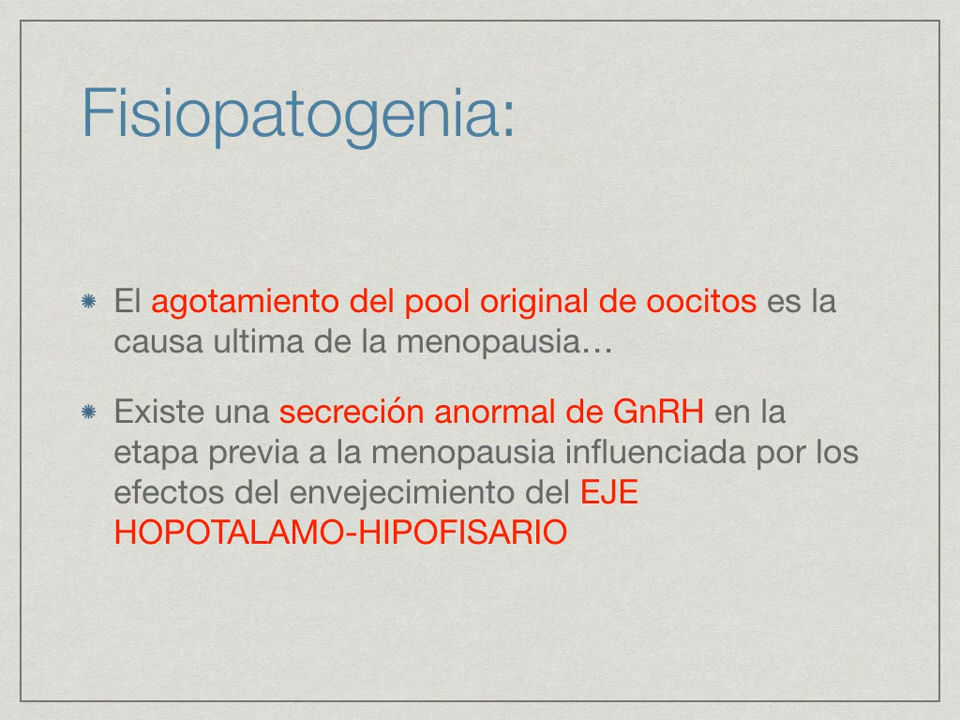 Fisiopatogenia:
El agotamiento del pool original de oocitos es la
causa ultima de la menopausia…
Existe una secreción anormal de GnRH en la
etapa previa a la menopausia influenciada por los
efectos del envejecimiento del EJE
HOPOTALAMO-HIPOFISARIO